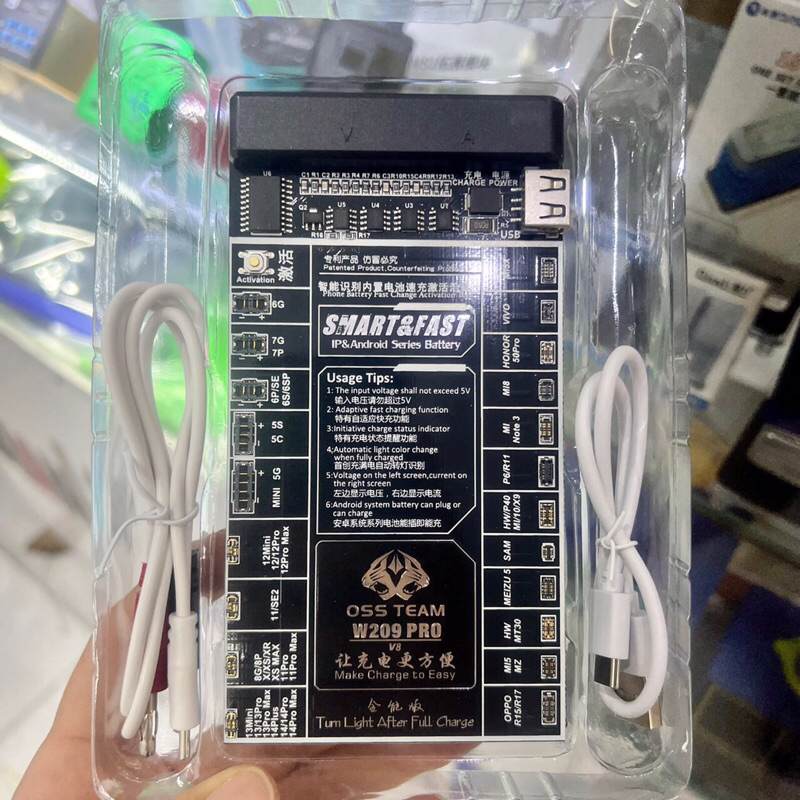 V A
U6
C1 R1 C2 R2 R3 R4 R7 R6 C3R10R15C4R9R12R13
充电 电源
CHARGE POWER
Q2 U5 U4 U3 U7
R16 R17
USB
Activation
激活
专利产品 仿冒必究
Patented Product,Counterfeiting
智能识别内置电池速充激活
Phone Battery Fast Charge Activation
SMART&FAST
IP&Android Series Battery
Usage Tips:
1: The input voltage shall not exceed 5V
输入电压请勿超过5V
2: Adaptive fast charging function
特有自适应快充功能
3:Initiative charge status indicator
特有充电状态提醒功能
4;Automatic light color change
when fully charged
首创充满电自动转灯识别
5:Voltage on the left screen,current on
the right screen
左边显示电压，右边显示电流
6:Android system battery can plug or
can charge
安卓系统系列电池能插即能充
OSS TEAM
W209 PRO
V8
让充电更方便
Make Charge to Easy
金能版
Turn Light After Full Charge
6G
7G
7P
6P/SE
6S/6SP
5S
5C
5G
MINI
12Mini
12/12Pro
12Pro Max
11/SE2
8G/8P
X/XS/XR
XS MAX
11Pro
11Pro Max
13Mini
13/13Pro
13Pro Max
14Plus
14/14Pro
14Pro Max
VIVO
HONOR
50Pro
MI8
MI
Note 3
P6/R11
HW/P40
MI/10/X9
SAM
MEIZU 5
HW
MT30
MI5
MZ
OPPO
R15/R17